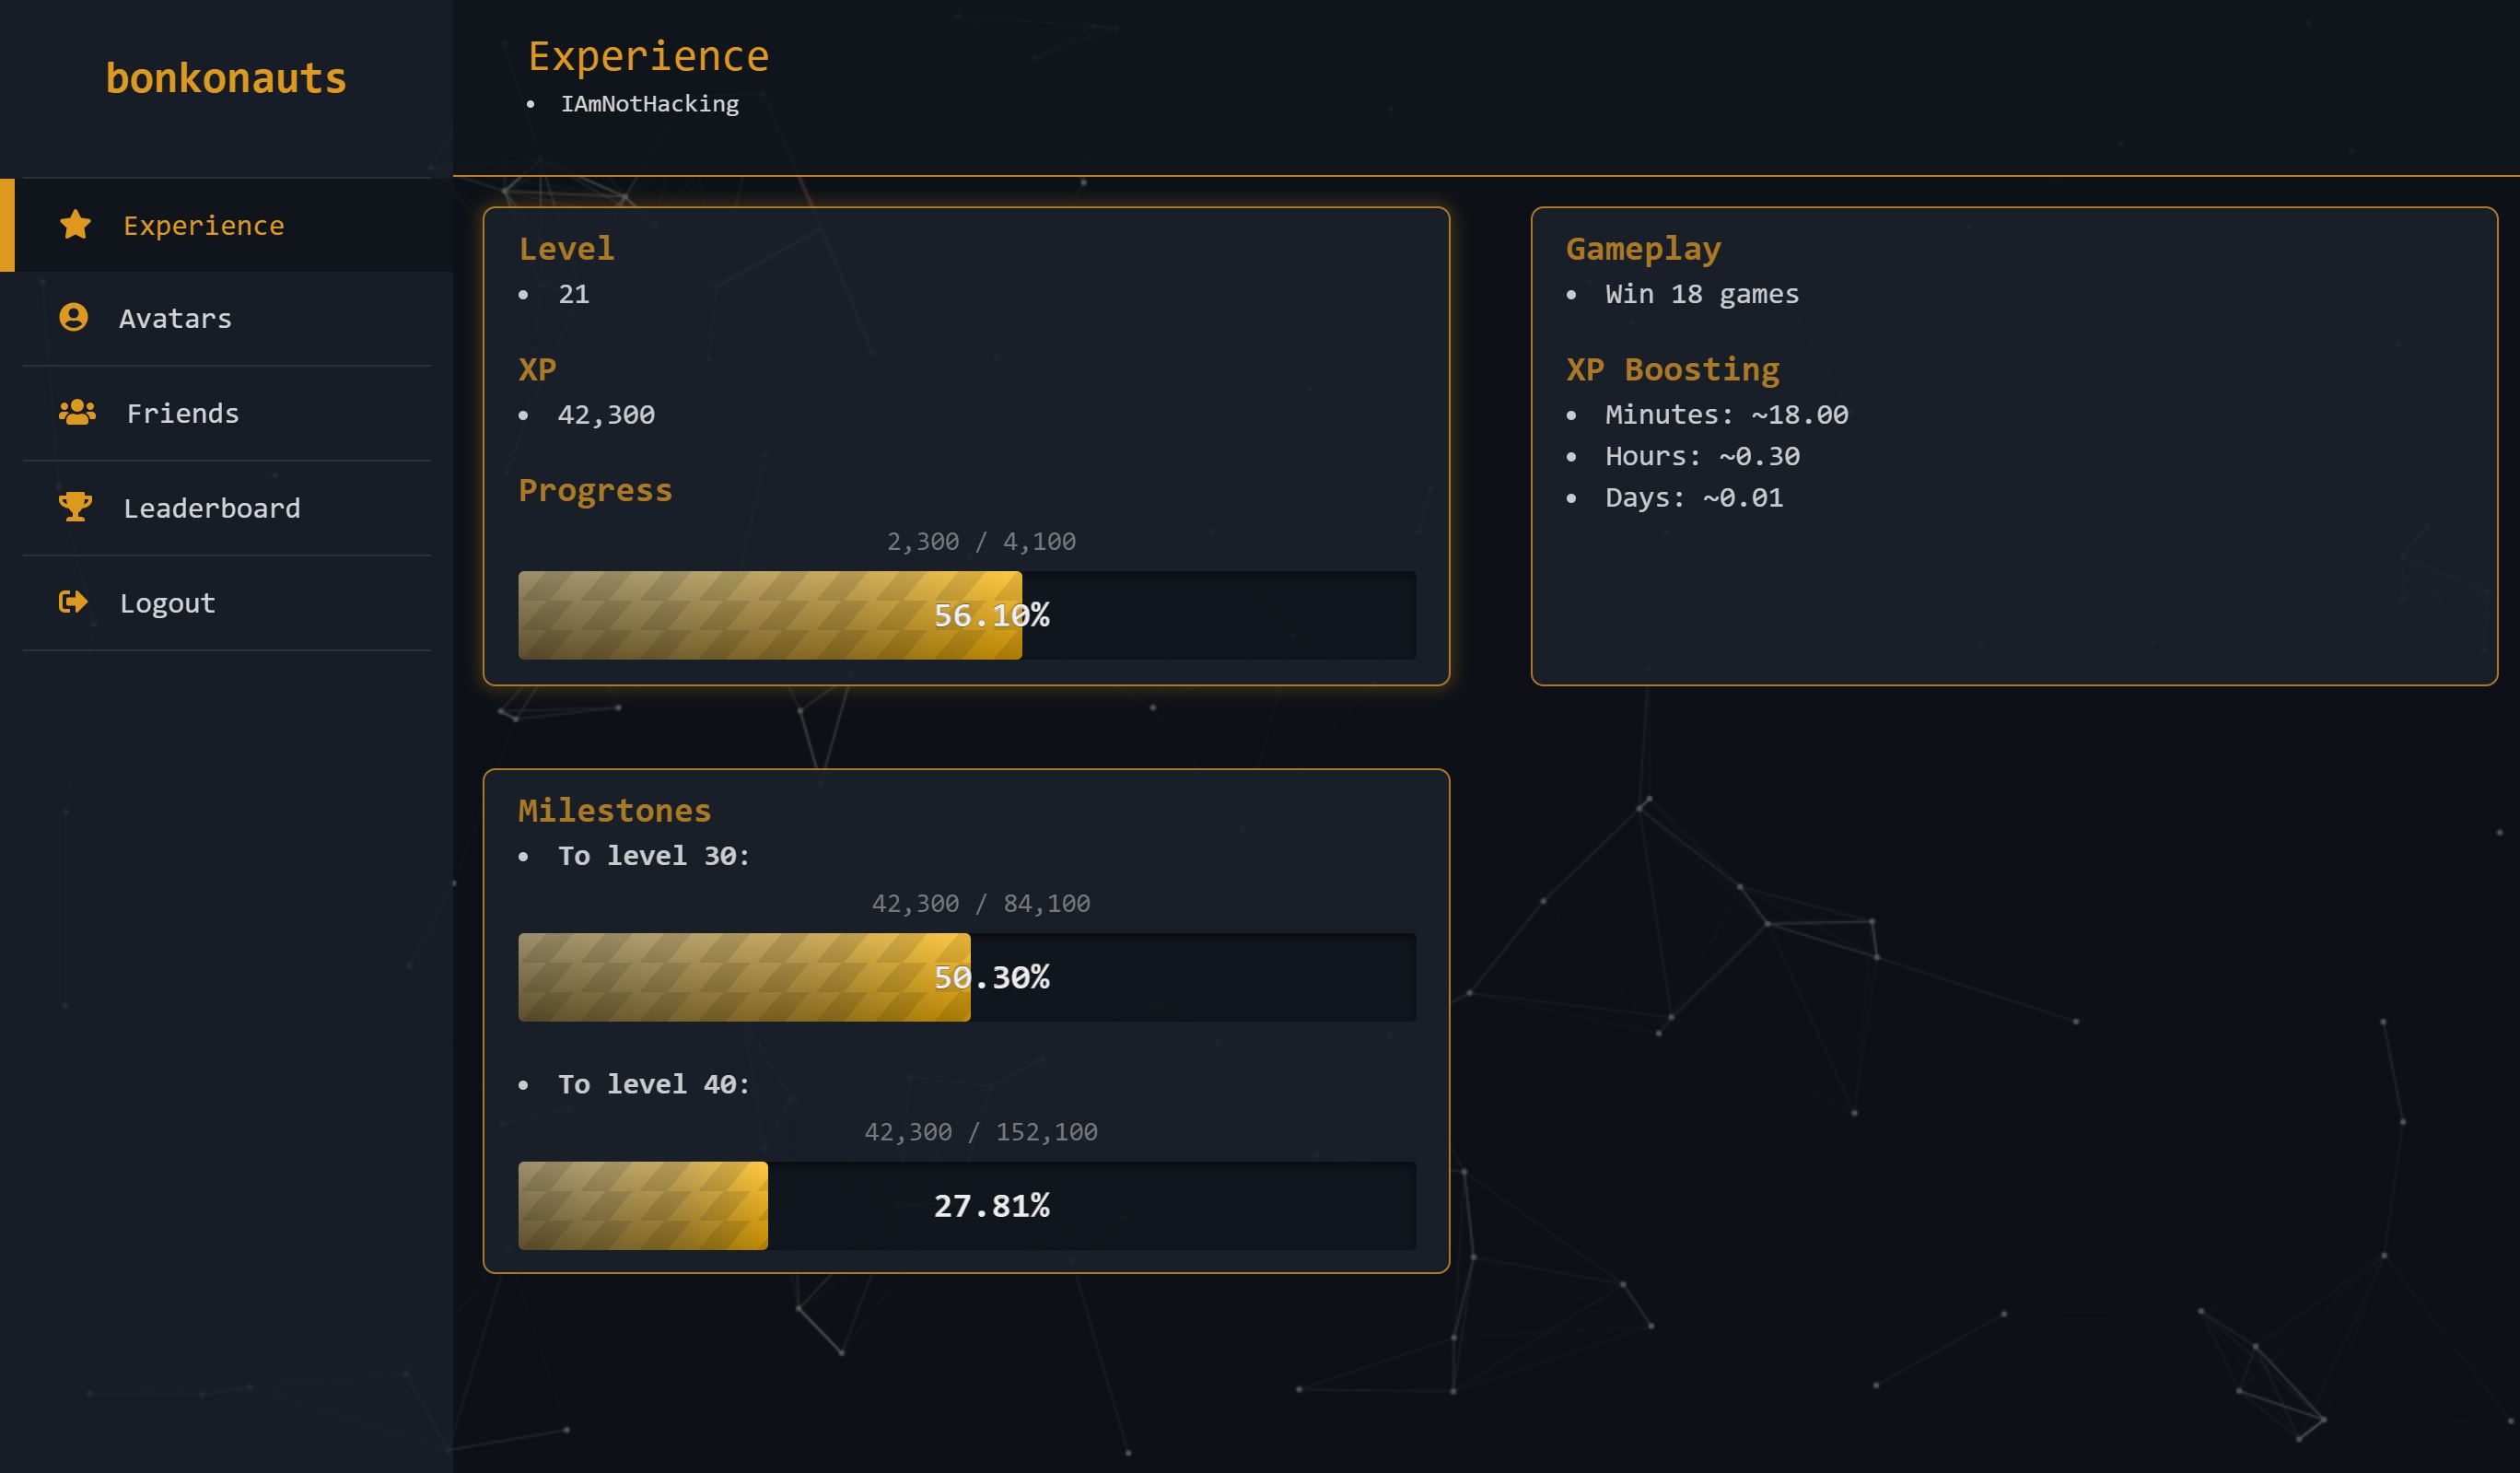 bonkonauts
Experience
Avatars
Friends
Leaderboard
Logout
Experience
• IAmNotHacking
Level
• 21
XP
• 42,300
Progress
2,300 / 4,100
56.10%
Gameplay
• Win 18 games
XP Boosting
• Minutes: ~18.00
• Hours: ~0.30
• Days: ~0.01
Milestones
• To level 30:
42,300 / 84,100
50.30%
• To level 40:
42,300 / 152,100
27.81%